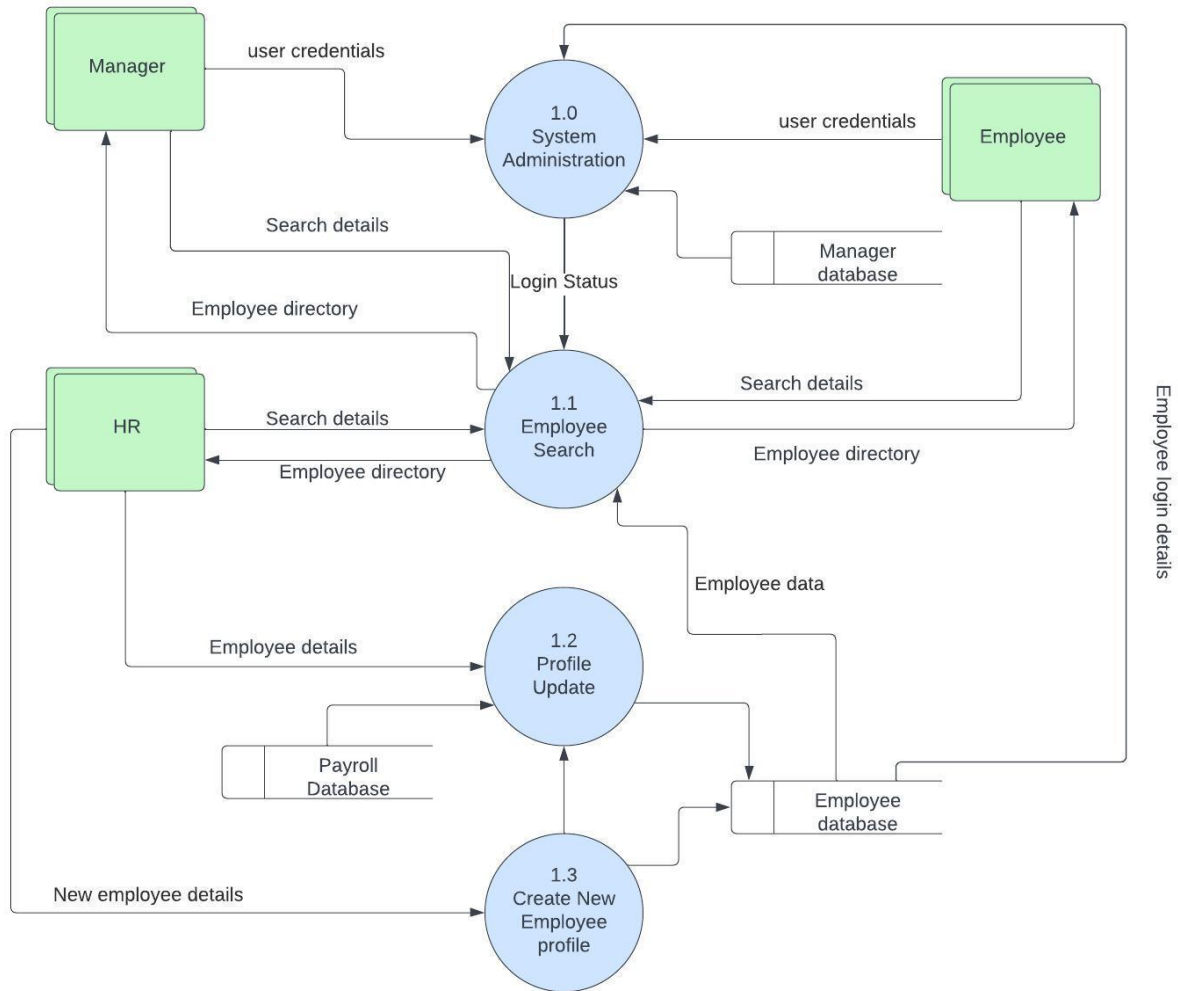 Manager
user credentials
1.0
System
Administration
user credentials
Employee
Search details
Manager
database
Login Status
Employee directory
Search details
1.1
Employee
Search
HR
Search details
Employee directory
Employee directory
Employee login details
Employee data
1.2
Profile
Update
Employee details
Payroll
Database
Employee
database
1.3
Create New
Employee
profile
New employee details